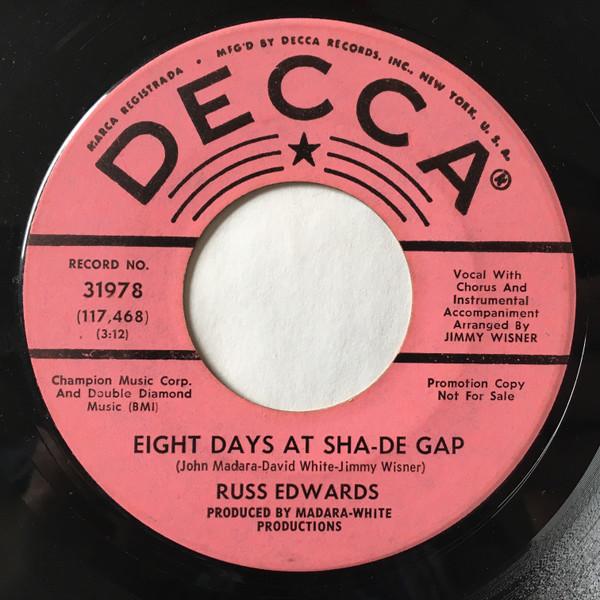 MARCA REGISTRADA • MFG'D BY DECCA RECORDS, INC., NEW YORK, U.S.A.
DECCA®
RECORD NO.
31978
(117,468)
(3:12)
Vocal With
Chorus And
Instrumental
Accompaniment
Arranged By
JIMMY WISNER
Champion Music Corp.
And Double Diamond
Music (BMI)
Promotion Copy
Not For Sale
EIGHT DAYS AT SHA-DE GAP
(John Madara-David White-Jimmy Wisner)
RUSS EDWARDS
PRODUCED BY MADARA-WHITE
PRODUCTIONS